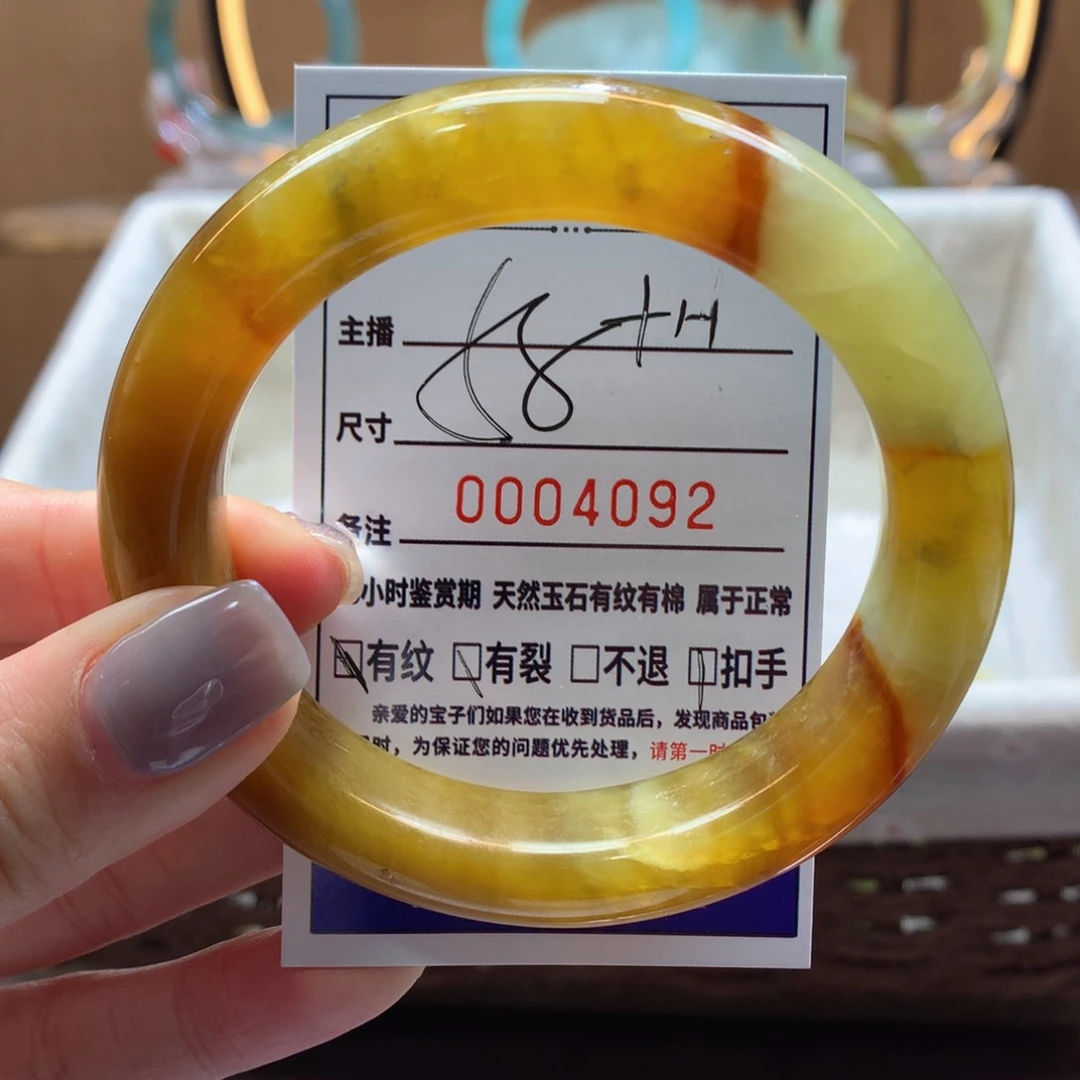 主播 58+H
尺寸
备注 0004092
小时鉴赏期 天然玉石有纹有棉 属于正常
有纹 有裂 不退 扣手
亲爱的宝子们如果您在收到货品后，发现商品包
时，为保证您的问题优先处理，请第一时